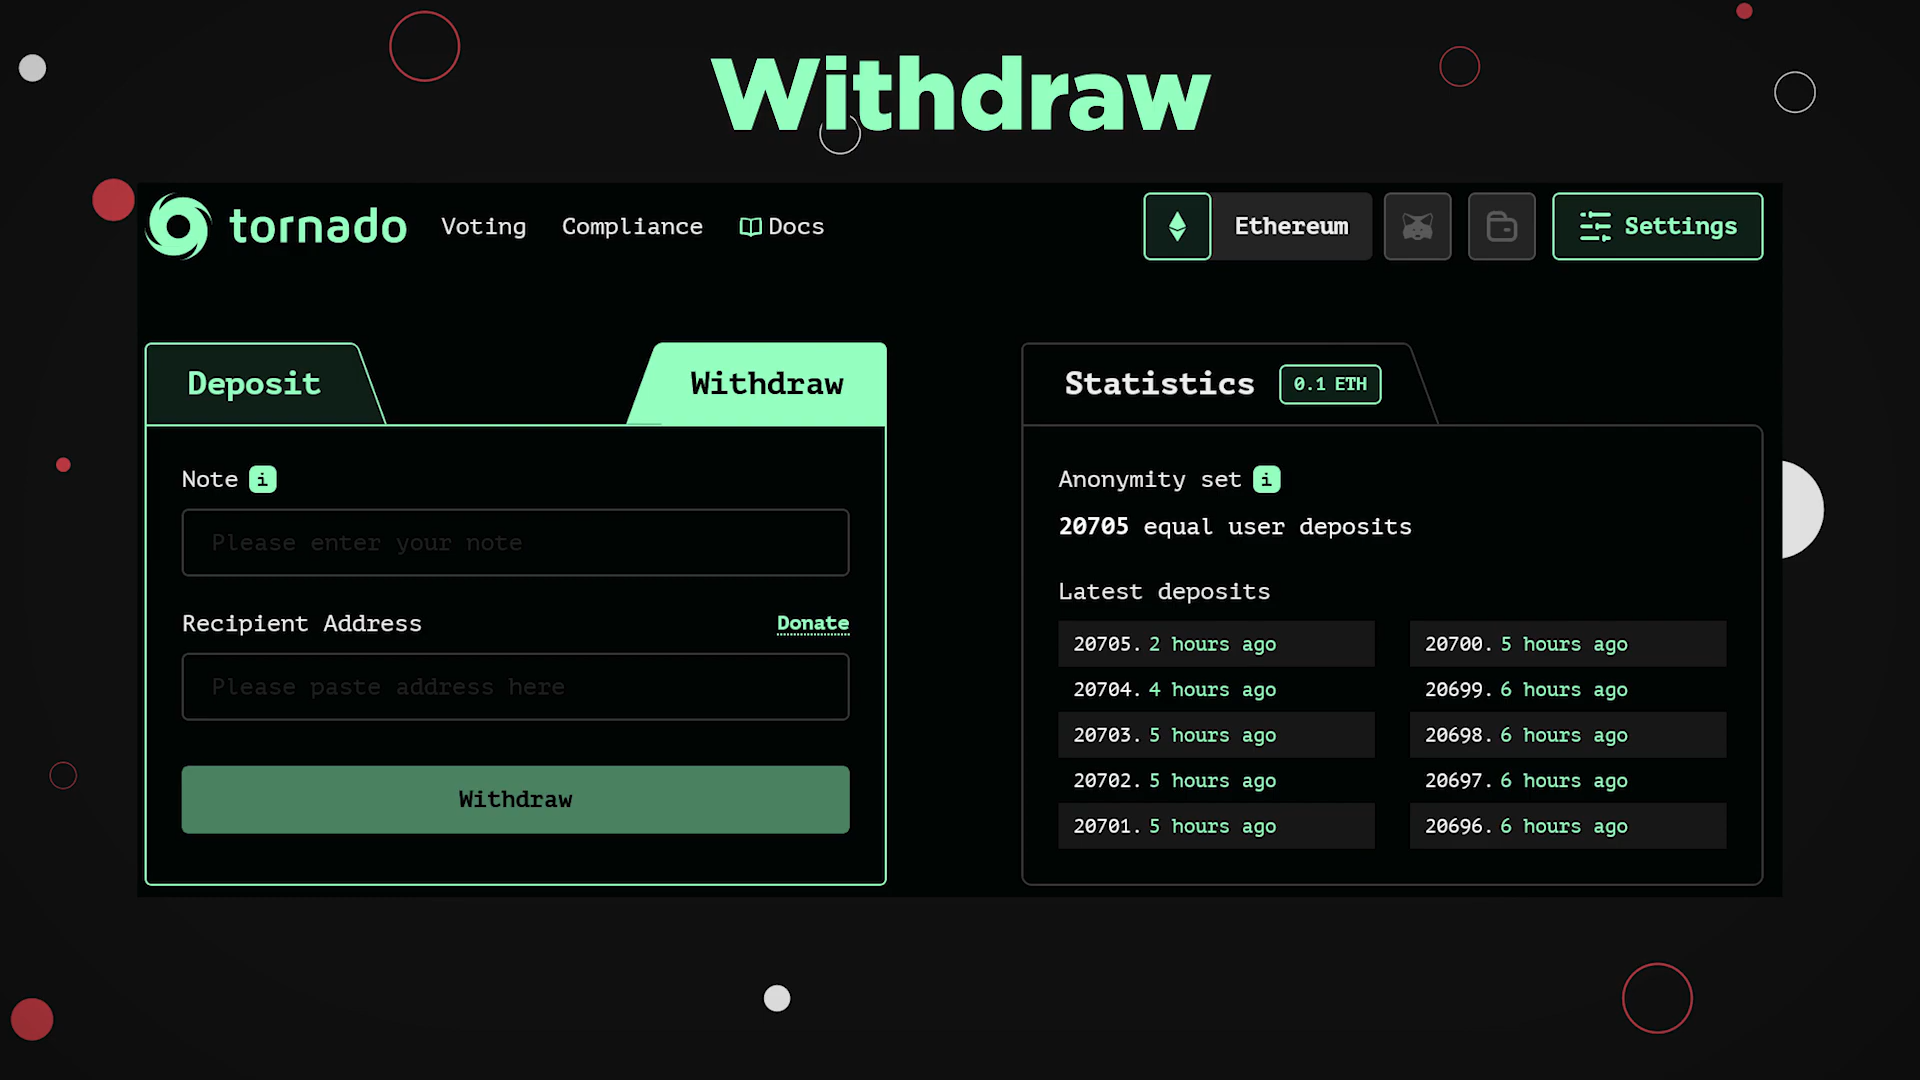 Withdraw
tornado Voting Compliance Docs Ethereum Settings
Deposit Withdraw
Note i
Please enter your note
Recipient Address Donate
Please paste address here
Withdraw
Statistics 0.1 ETH
Anonymity set i
20705 equal user deposits
Latest deposits
20705. 2 hours ago 20700. 5 hours ago
20704. 4 hours ago 20699. 6 hours ago
20703. 5 hours ago 20698. 6 hours ago
20702. 5 hours ago 20697. 6 hours ago
20701. 5 hours ago 20696. 6 hours ago